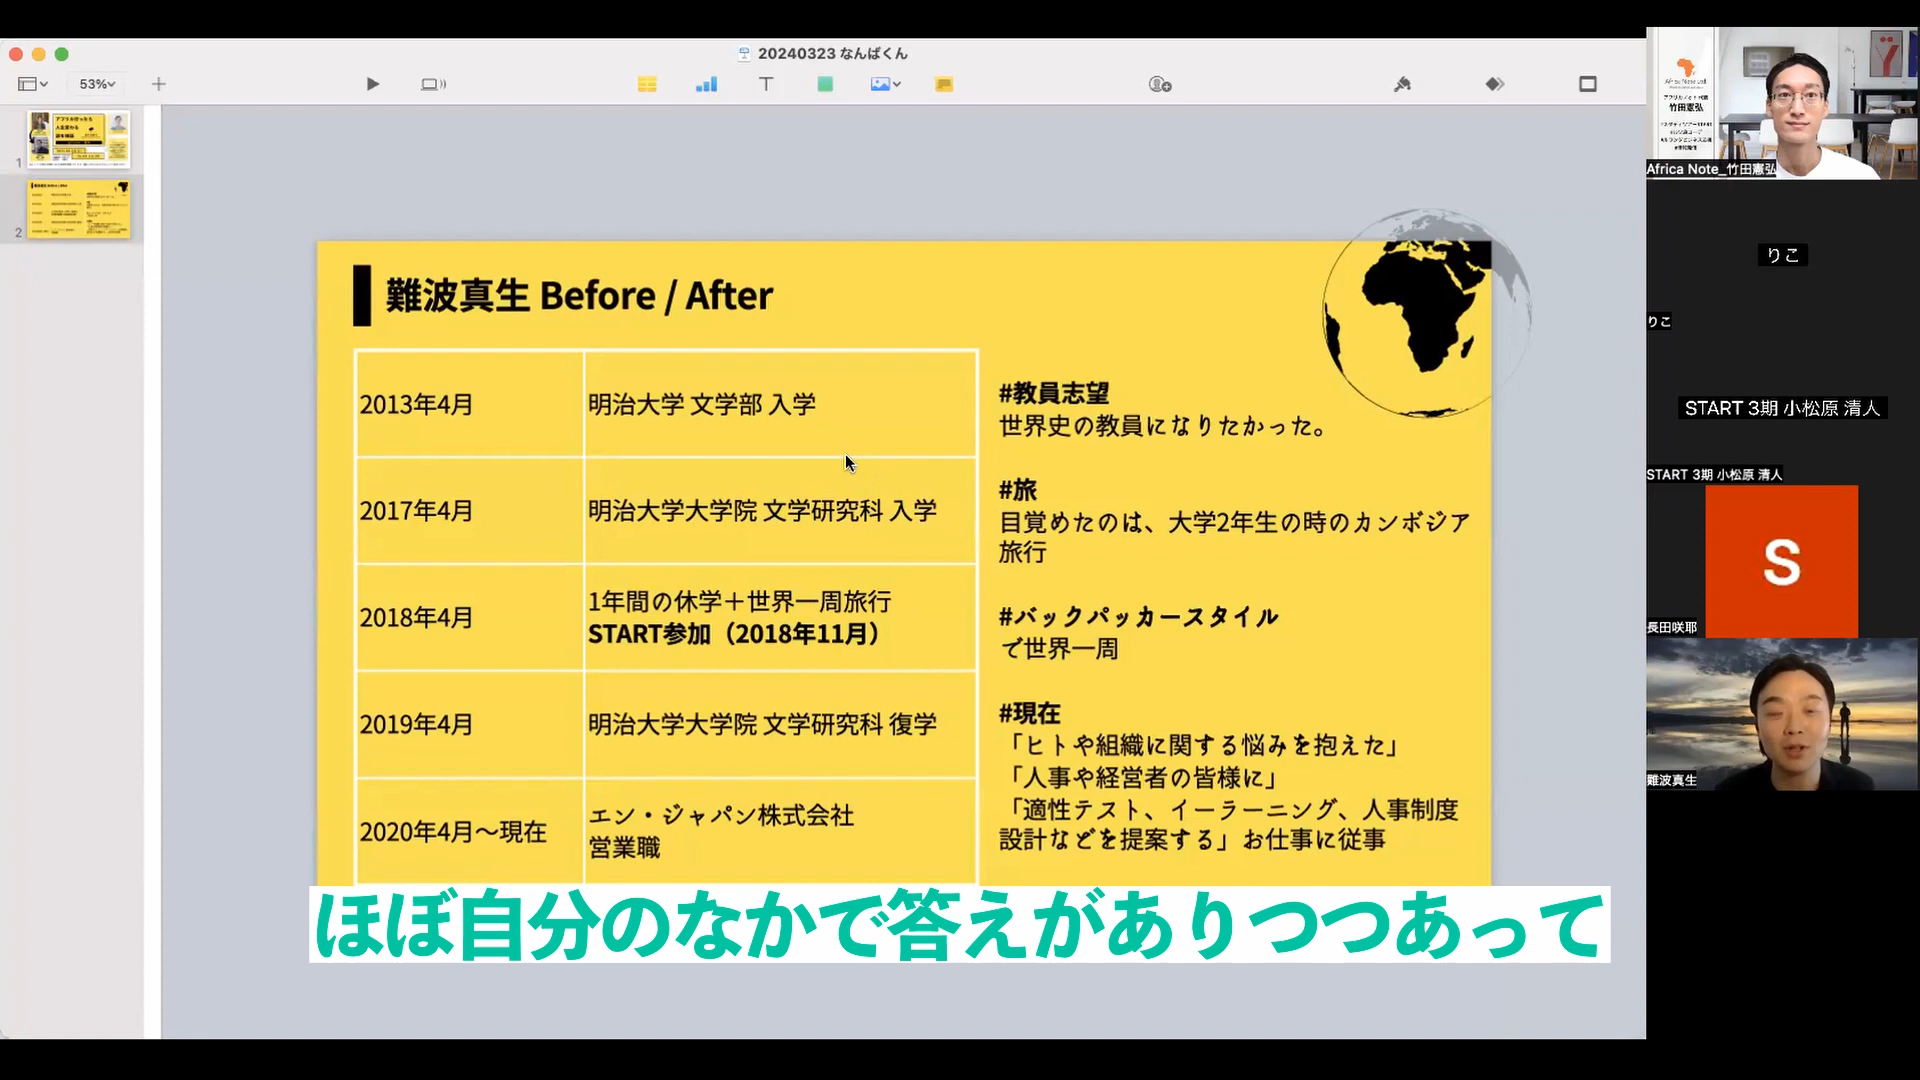 20240323 なんばくん
53%
1
2
難波真生 Before / After
2013年4月
明治大学 文学部 入学
2017年4月
明治大学大学院 文学研究科 入学
2018年4月
1年間の休学＋世界一周旅行
START参加（2018年11月）
2019年4月
明治大学大学院 文学研究科 復学
2020年4月〜現在
エン・ジャパン株式会社
営業職
#教員志望
世界史の教員になりたかった。
#旅
目覚めたのは、大学2年生の時のカンボジア
旅行
#バックパッカースタイル
で世界一周
#現在
「ヒトや組織に関する悩みを抱えた」
「人事や経営者の皆様に」
「適性テスト、イーラーニング、人事制度
設計などを提案する」お仕事に従事
ほぼ自分のなかで答えがありつつあって
竹田憲弘
Africa Note_竹田憲弘
りこ
りこ
START 3期 小松原 清人
START 3期 小松原 清人
S
長田咲耶
難波真生